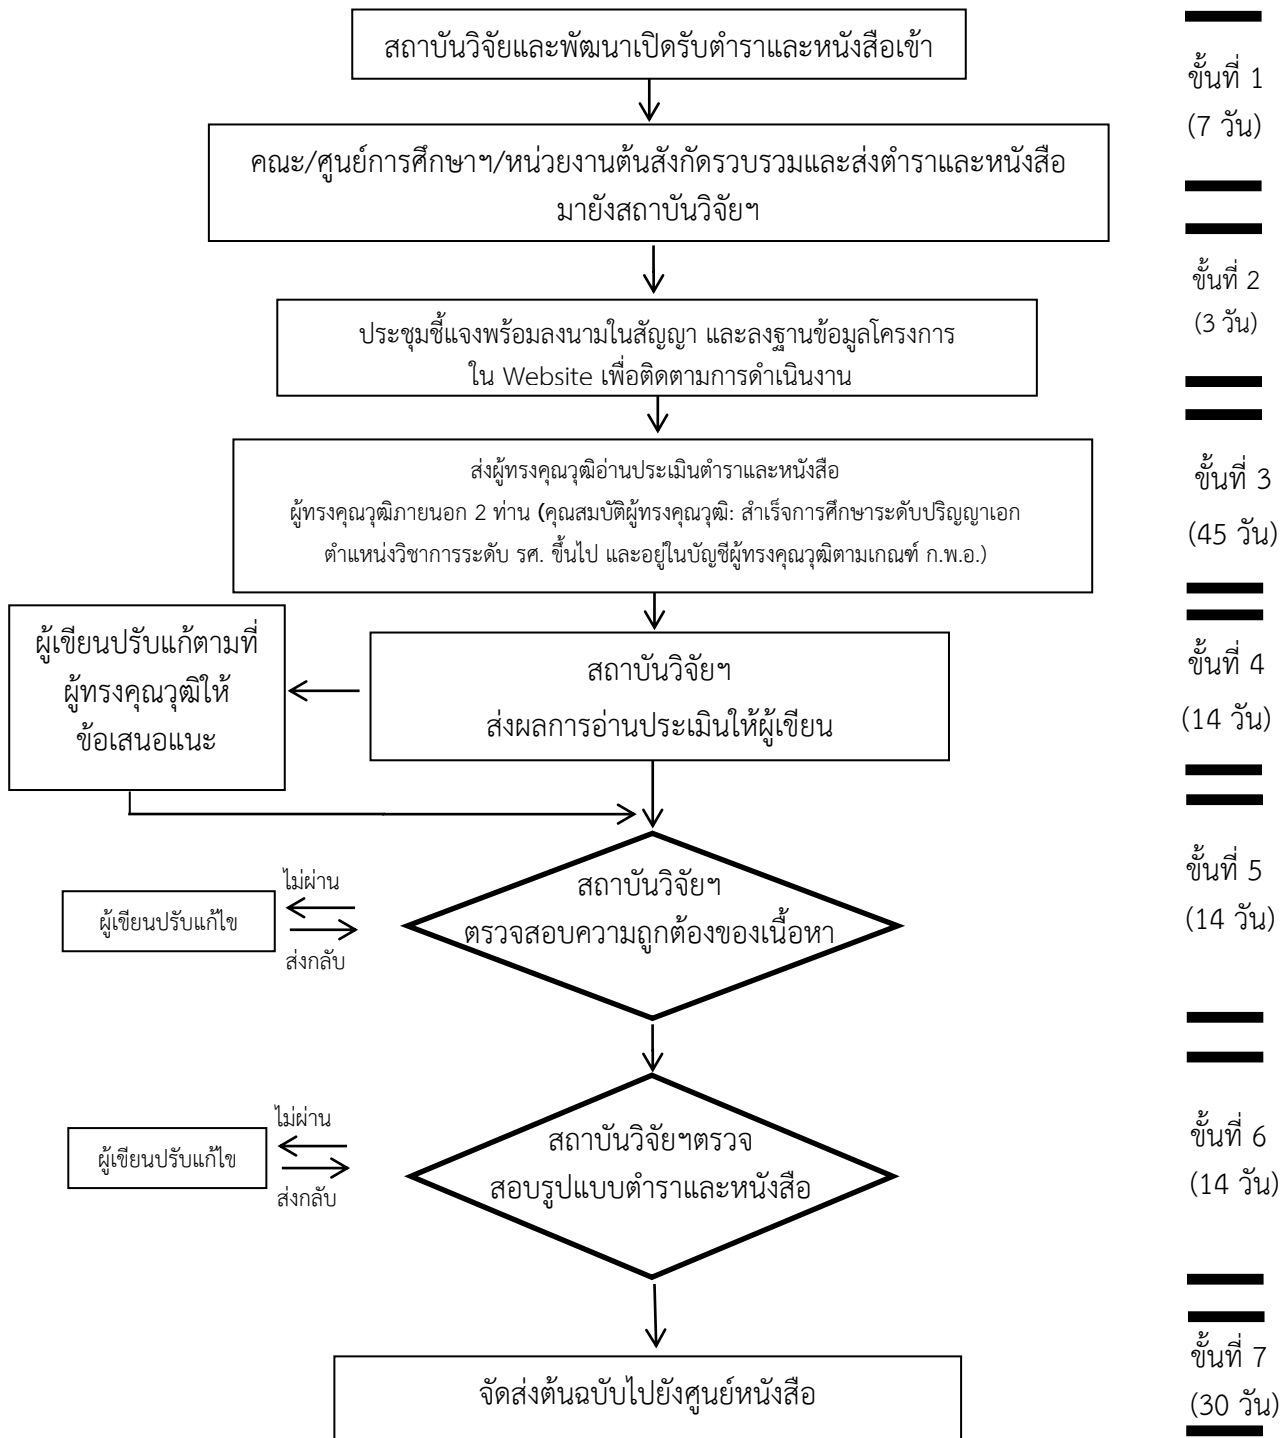 สถาบันวิจัยและพัฒนาเปิดรับตำราและหนังสือเข้า
ขั้นที่ 1
(7 วัน)
คณะ/ศูนย์การศึกษาฯ/หน่วยงานต้นสังกัดรวบรวมและส่งตำราและหนังสือ
มายังสถาบันวิจัยฯ
ขั้นที่ 2
(3 วัน)
ประชุมชี้แจงพร้อมลงนามในสัญญา และลงฐานข้อมูลโครงการ
ใน Website เพื่อติดตามการดำเนินงาน
ส่งผู้ทรงคุณวุฒิอ่านประเมินตำราและหนังสือ
ผู้ทรงคุณวุฒิภายนอก 2 ท่าน (คุณสมบัติผู้ทรงคุณวุฒิ: สำเร็จการศึกษาระดับปริญญาเอก
ตำแหน่งวิชาการระดับ รศ. ขึ้นไป และอยู่ในบัญชีผู้ทรงคุณวุฒิตามเกณฑ์ ก.พ.อ.)
ขั้นที่ 3
(45 วัน)
ผู้เขียนปรับแก้ตามที่
ผู้ทรงคุณวุฒิให้
ข้อเสนอแนะ
สถาบันวิจัยฯ
ส่งผลการอ่านประเมินให้ผู้เขียน
ขั้นที่ 4
(14 วัน)
สถาบันวิจัยฯ
ตรวจสอบความถูกต้องของเนื้อหา
ไม่ผ่าน
ผู้เขียนปรับแก้ไข
ส่งกลับ
ขั้นที่ 5
(14 วัน)
สถาบันวิจัยฯตรวจ
สอบรูปแบบตำราและหนังสือ
ไม่ผ่าน
ผู้เขียนปรับแก้ไข
ส่งกลับ
ขั้นที่ 6
(14 วัน)
จัดส่งต้นฉบับไปยังศูนย์หนังสือ
ขั้นที่ 7
(30 วัน)